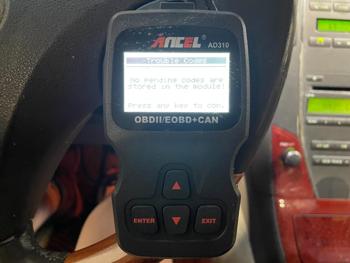 ANCEL
AD310
Trouble Codes
No pending codes are
stored in the module!
Press any key to con.
OBDII/EOBD+CAN
ENTER
EXIT